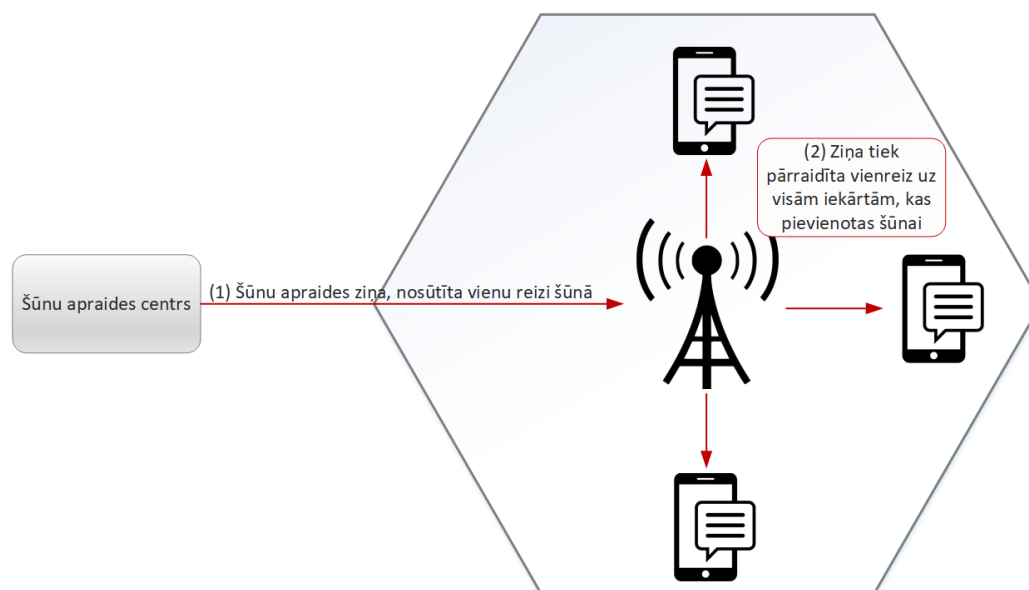 Šūnu apraides centrs
(1) Šūnu apraides ziņa, nosūtīta vienu reizi šūnā
(2) Ziņa tiek
pārraidīta vienreiz uz
visām iekārtām, kas
pievienotas šūnai